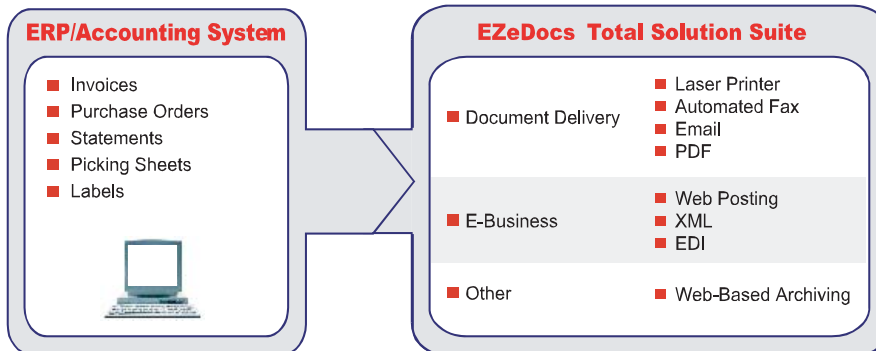 ERP/Accounting System
Invoices
Purchase Orders
Statements
Picking Sheets
Labels
EZeDocs Total Solution Suite
Document Delivery
Laser Printer
Automated Fax
Email
PDF
E-Business
Web Posting
XML
EDI
Other
Web-Based Archiving